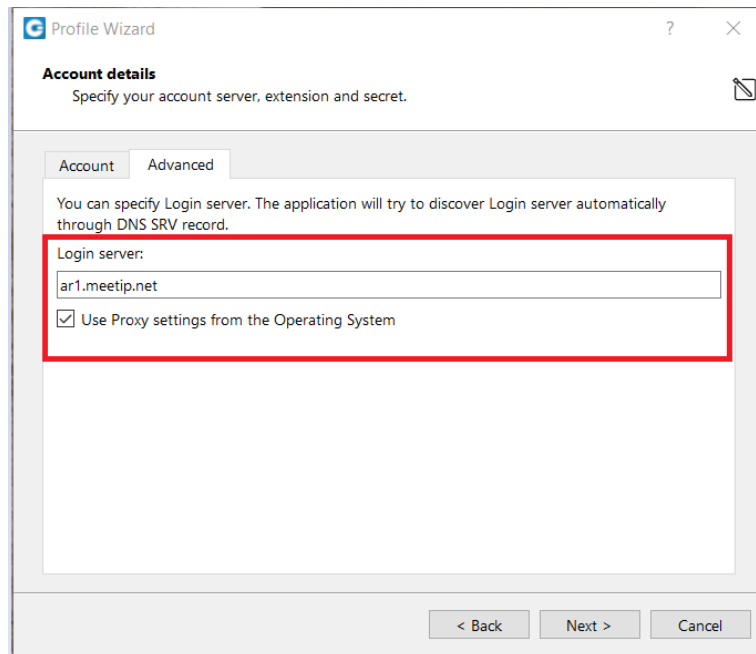 Profile Wizard
Account details
Specify your account server, extension and secret.
Account
Advanced
You can specify Login server. The application will try to discover Login server automatically
through DNS SRV record.
Login server:
ar1.meetip.net
Use Proxy settings from the Operating System
< Back
Next >
Cancel